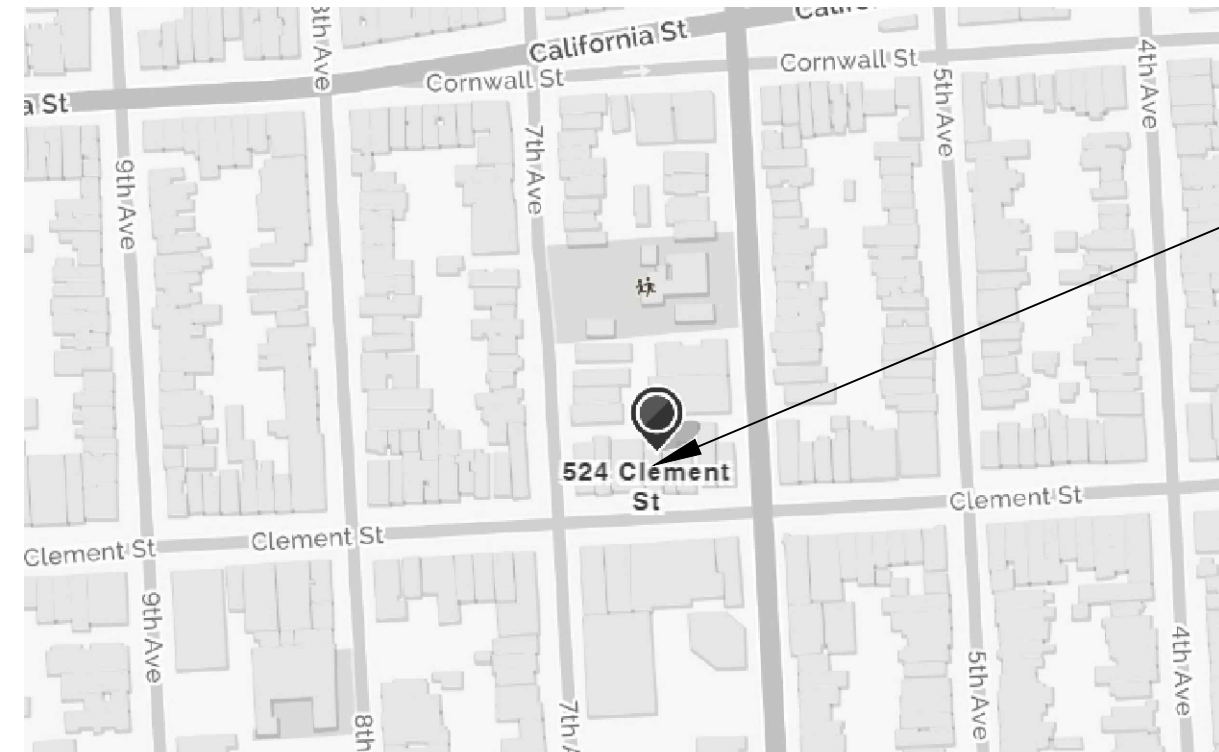 California St
Cornwall St
Cornwall St
a St
8th Ave
9th Ave
7th Ave
5th Ave
4th Ave
524 Clement
St
Clement St
Clement St
Clement St
9th Ave
8th
7th A
5th Ave
4th Ave